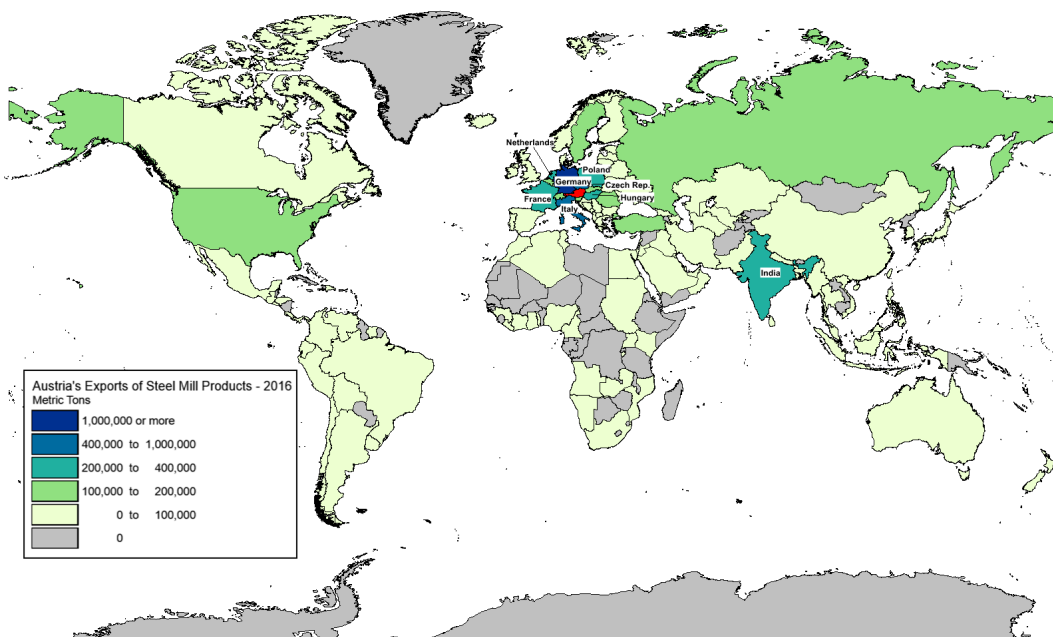 Netherlands
Poland
Germany
Czech Rep..
France
Hungary
Italy
India
Austria's Exports of Steel Mill Products - 2016
Metric Tons
1,000,000 or more
400,000 to 1,000,000
200,000 to 400,000
100,000 to 200,000
0 to 100,000
0